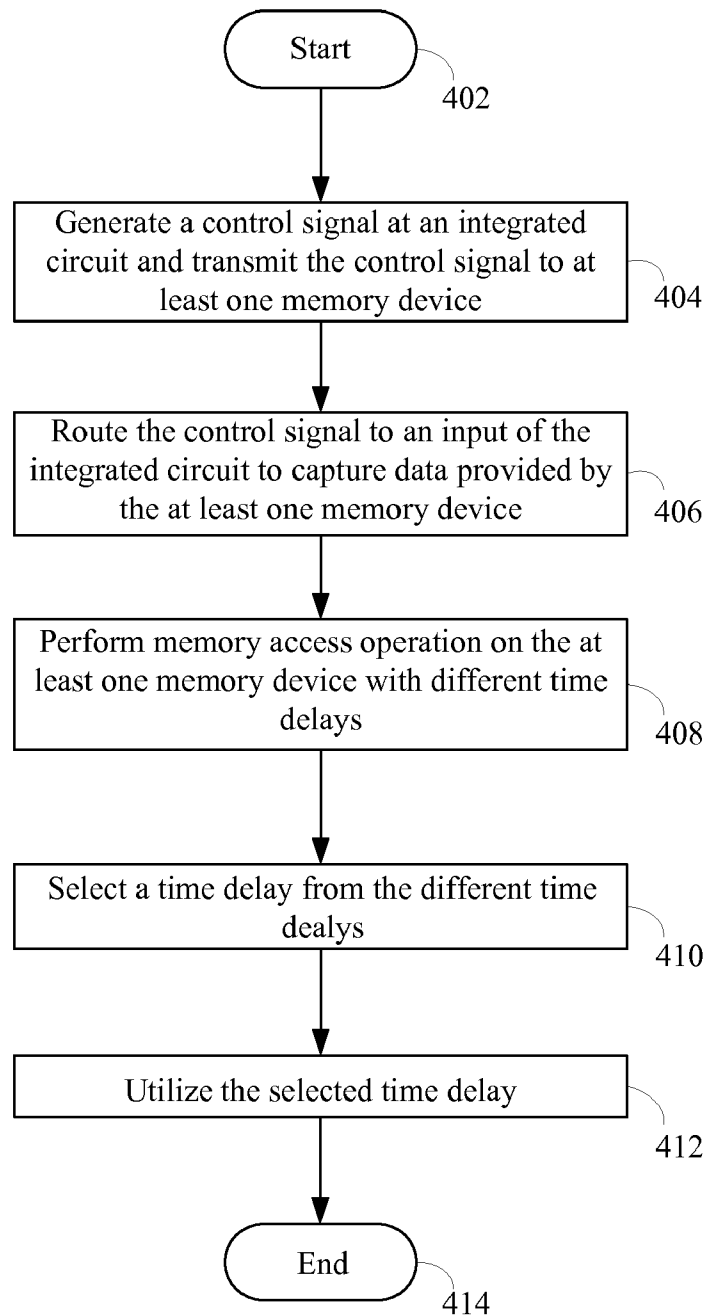 Start
402
Generate a control signal at an integrated
circuit and transmit the control signal to at
least one memory device
404
Route the control signal to an input of the
integrated circuit to capture data provided by
the at least one memory device
406
Perform memory access operation on the at
least one memory device with different time
delays
408
Select a time delay from the different time
dealys
410
Utilize the selected time delay
412
End
414